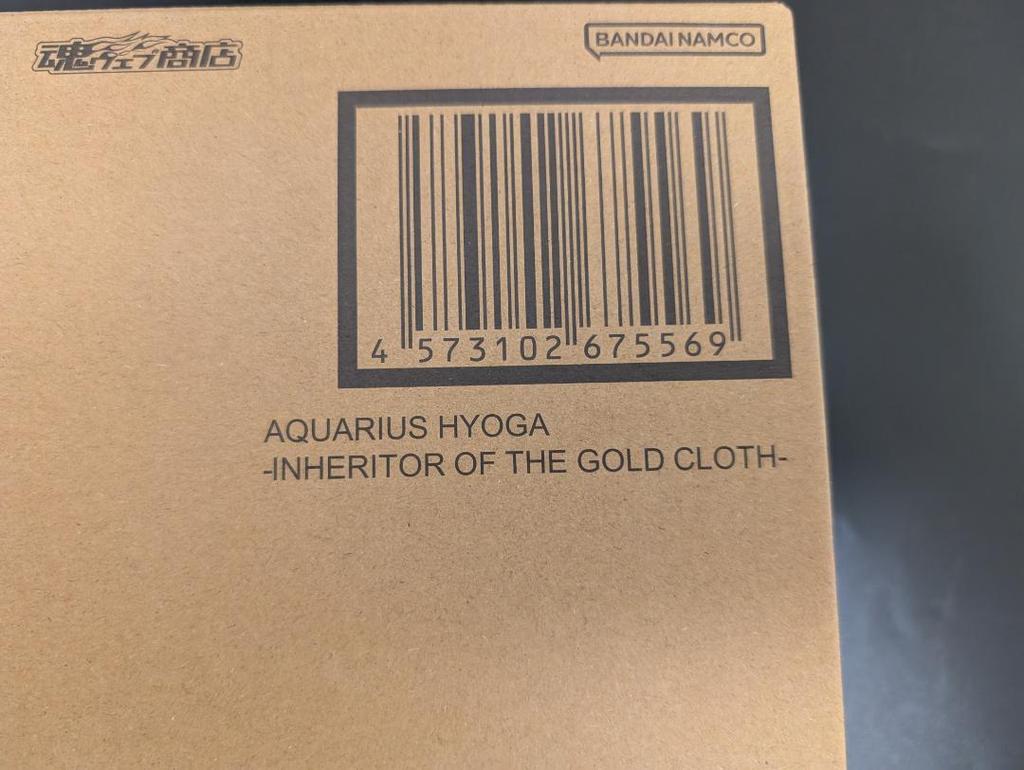 魂ウェブ商店
BANDAI NAMCO
4 573102 675569
AQUARIUS HYOGA
-INHERITOR OF THE GOLD CLOTH-